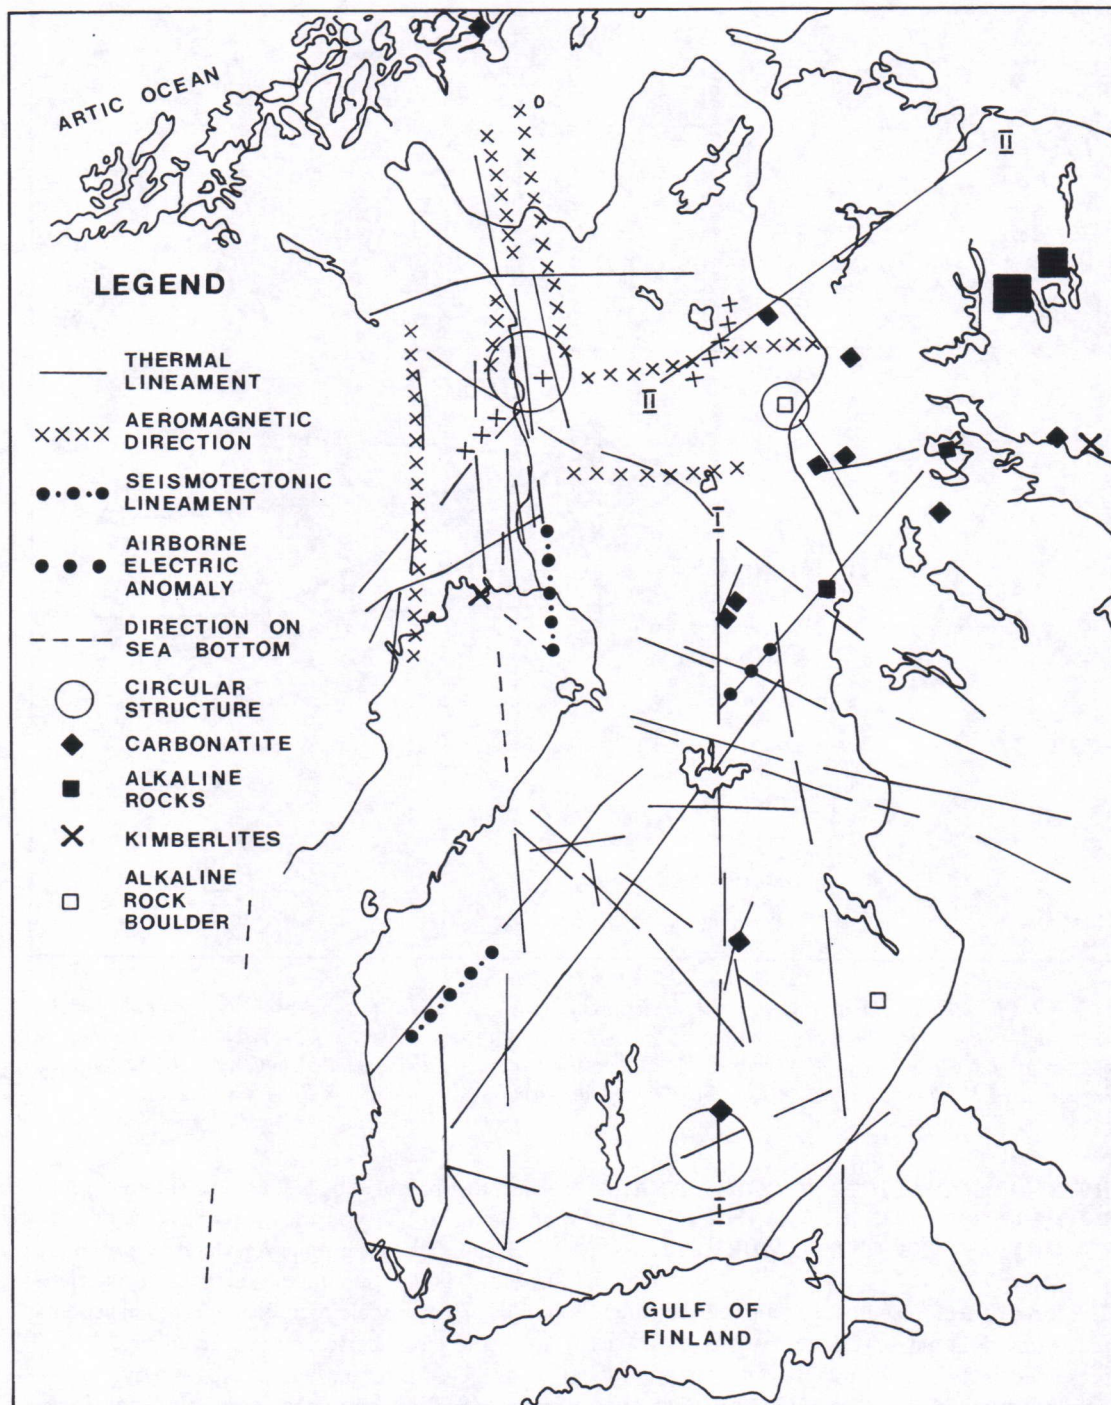 ARTIC OCEAN
II
LEGEND
THERMAL
LINEAMENT
II
AEROMAGNETIC
DIRECTION
SEISMOTECTONIC
LINEAMENT
I
AIRBORNE
ELECTRIC
ANOMALY
DIRECTION ON
SEA BOTTOM
CIRCULAR
STRUCTURE
CARBONATITE
ALKALINE
ROCKS
KIMBERLITES
ALKALINE
ROCK
BOULDER
I
GULF OF
FINLAND